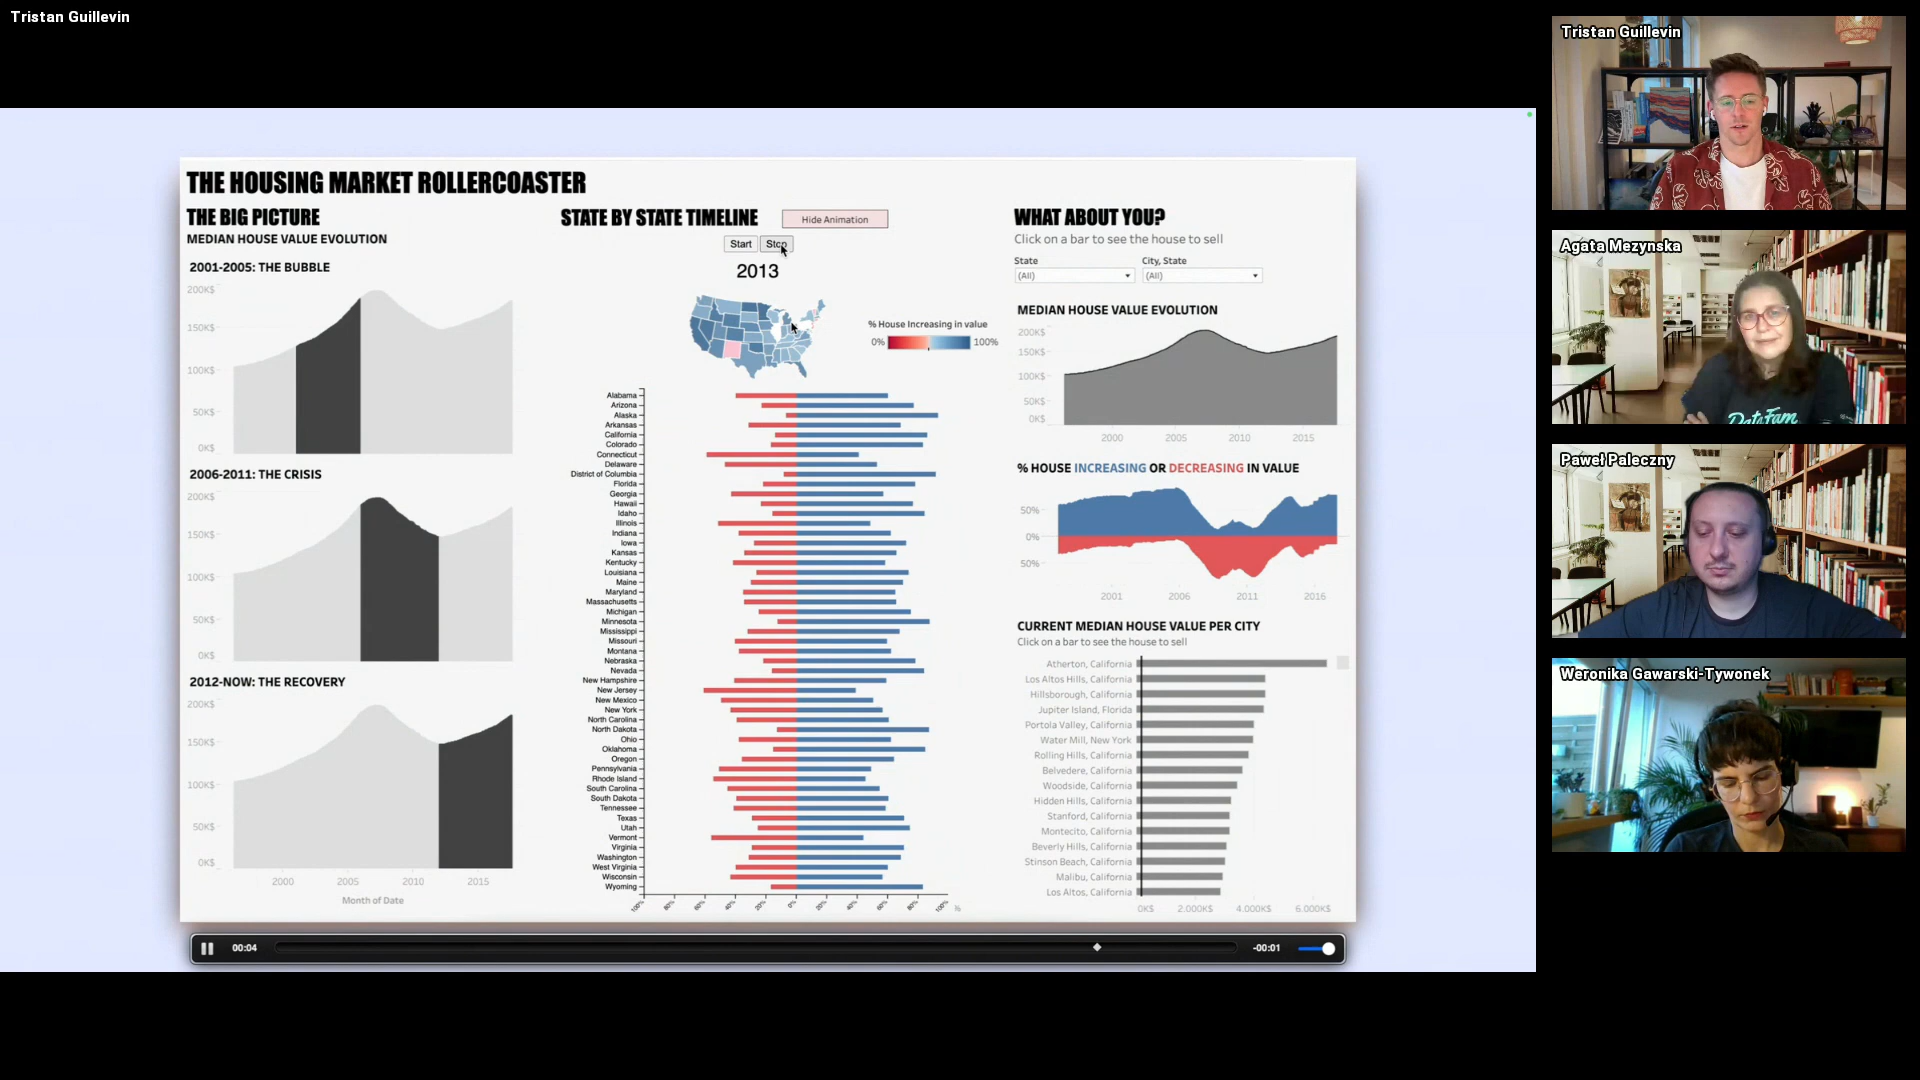 Tristan Guillevin
THE HOUSING MARKET ROLLERCOASTER
THE BIG PICTURE
MEDIAN HOUSE VALUE EVOLUTION
2001-2005: THE BUBBLE
200K$
150K$
100K$
50K$
0K$
2006-2011: THE CRISIS
200K$
150K$
100K$
50K$
0K$
2012-NOW: THE RECOVERY
200K$
150K$
100K$
50K$
0K$
2000 2005 2010 2015
Month of Date
STATE BY STATE TIMELINE
Hide Animation
Start Stop
2013
% House Increasing in value
0% 100%
Alabama
Arizona
Alaska
Arkansas
California
Colorado
Connecticut
Delaware
District of Columbia
Florida
Georgia
Hawaii
Idaho
Illinois
Indiana
Iowa
Kansas
Kentucky
Louisiana
Maine
Maryland
Massachusetts
Michigan
Minnesota
Mississippi
Missouri
Montana
Nebraska
Nevada
New Hampshire
New Jersey
New Mexico
New York
North Carolina
North Dakota
Ohio
Oklahoma
Oregon
Pennsylvania
Rhode Island
South Carolina
South Dakota
Tennessee
Texas
Utah
Vermont
Virginia
Washington
West Virginia
Wisconsin
Wyoming
100% 80% 60% 40% 20% 0% 20% 40% 60% 80% 100% %
WHAT ABOUT YOU?
Click on a bar to see the house to sell
State City, State
(All) (All)
MEDIAN HOUSE VALUE EVOLUTION
200K$
150K$
100K$
50K$
0K$
2000 2005 2010 2015
% HOUSE INCREASING OR DECREASING IN VALUE
50%
0%
50%
2001 2006 2011 2016
CURRENT MEDIAN HOUSE VALUE PER CITY
Click on a bar to see the house to sell
Atherton, California
Los Altos Hills, California
Hillsborough, California
Jupiter Island, Florida
Portola Valley, California
Water Mill, New York
Rolling Hills, California
Belvedere, California
Woodside, California
Hidden Hills, California
Stanford, California
Montecito, California
Beverly Hills, California
Stinson Beach, California
Malibu, California
Los Altos, California
0K$ 2.000K$ 4.000K$ 6.000K$
00:04 -00:01
Tristan Guillevin
Agata Mezynska
DataFam
Paweł Paleczny
Weronika Gawarski-Tywonek